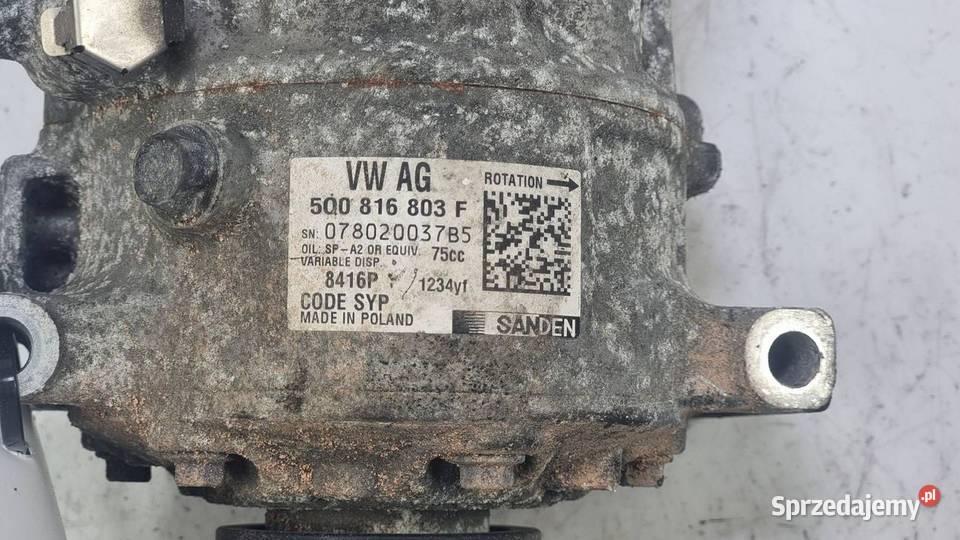 VW AG
ROTATION
5Q0 816 803 F
SN: 078020037B5
OIL: SP-A2 OR EQUIV. 75cc
VARIABLE DISP.
8416P 1234yf
CODE SYP
MADE IN POLAND
SANDEN
Sprzedajemy.pl